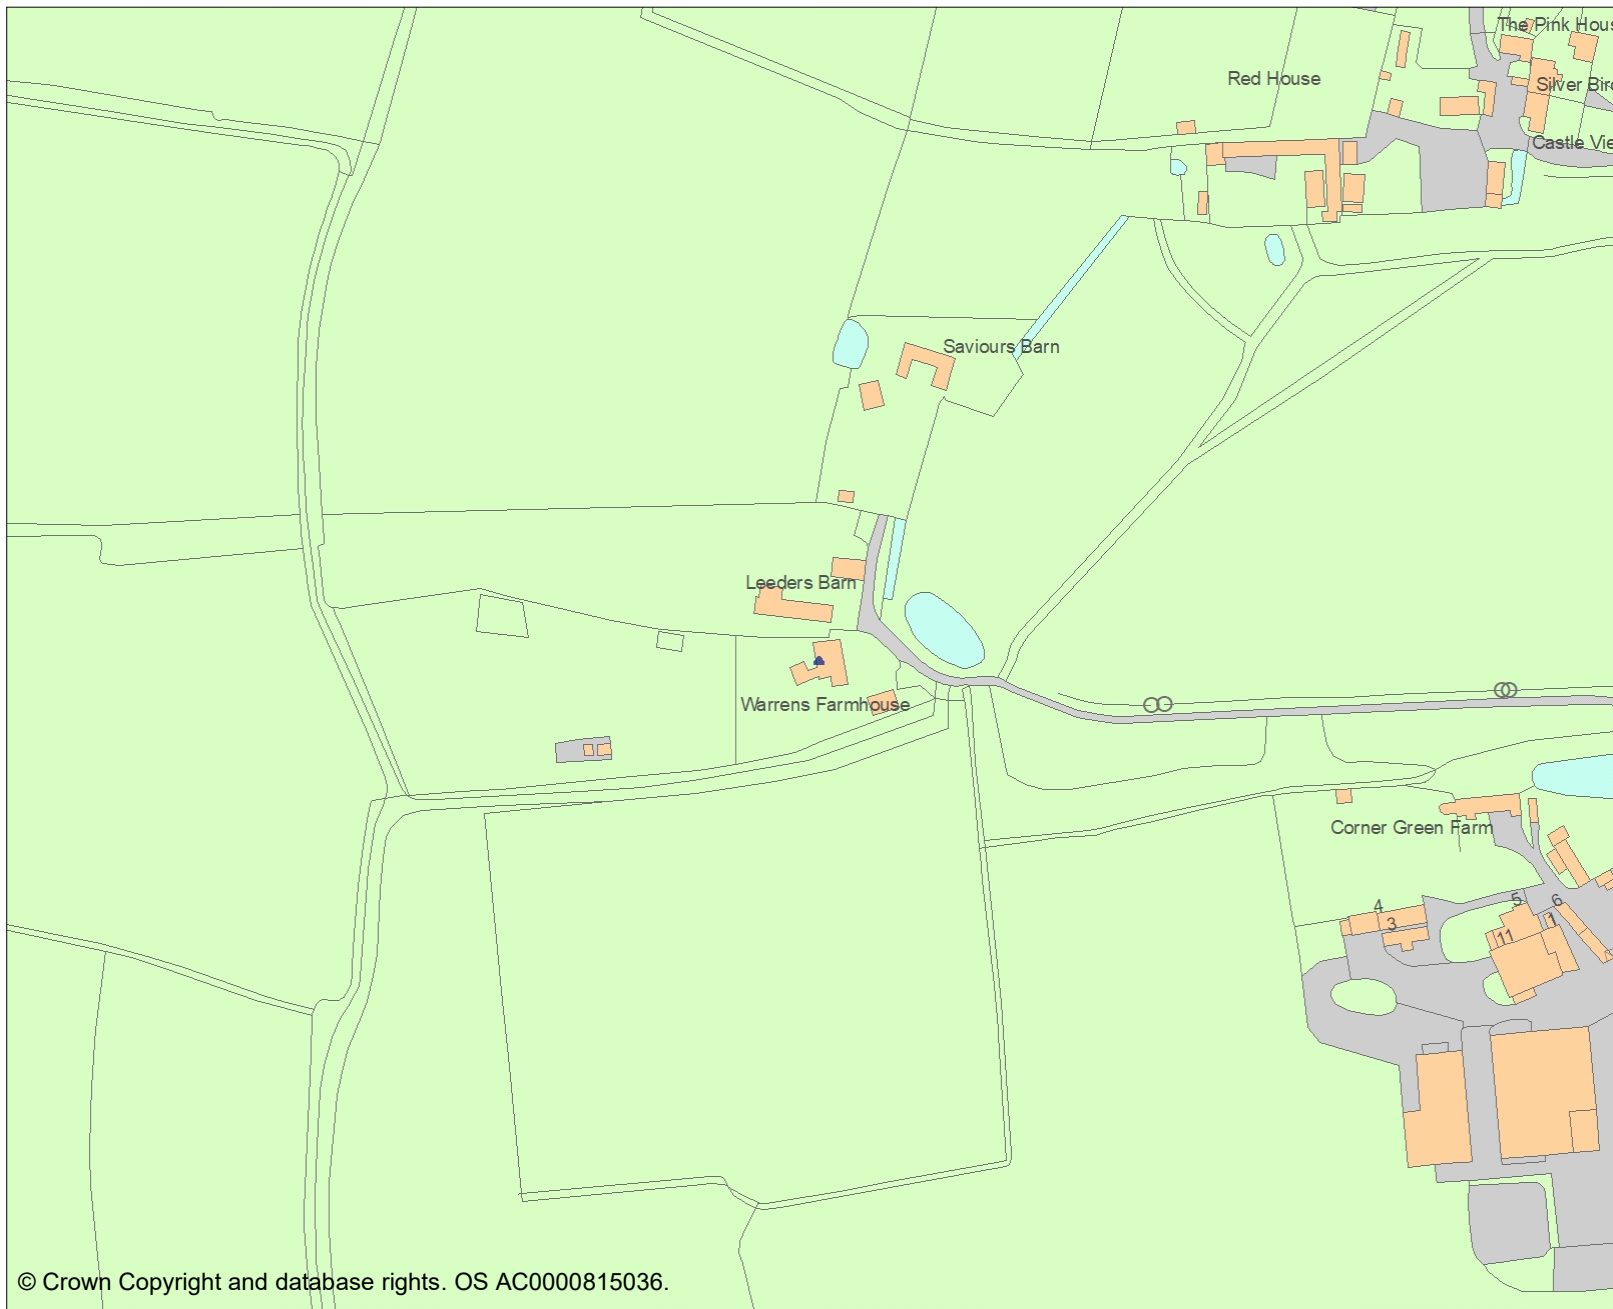 The Pink Hous
Red House
Silver Birc
Castle Vie
Saviours Barn
Leeders Barn
Warrens Farmhouse
Corner Green Farm
4
3
5
6
1
11
© Crown Copyright and database rights. OS AC0000815036.